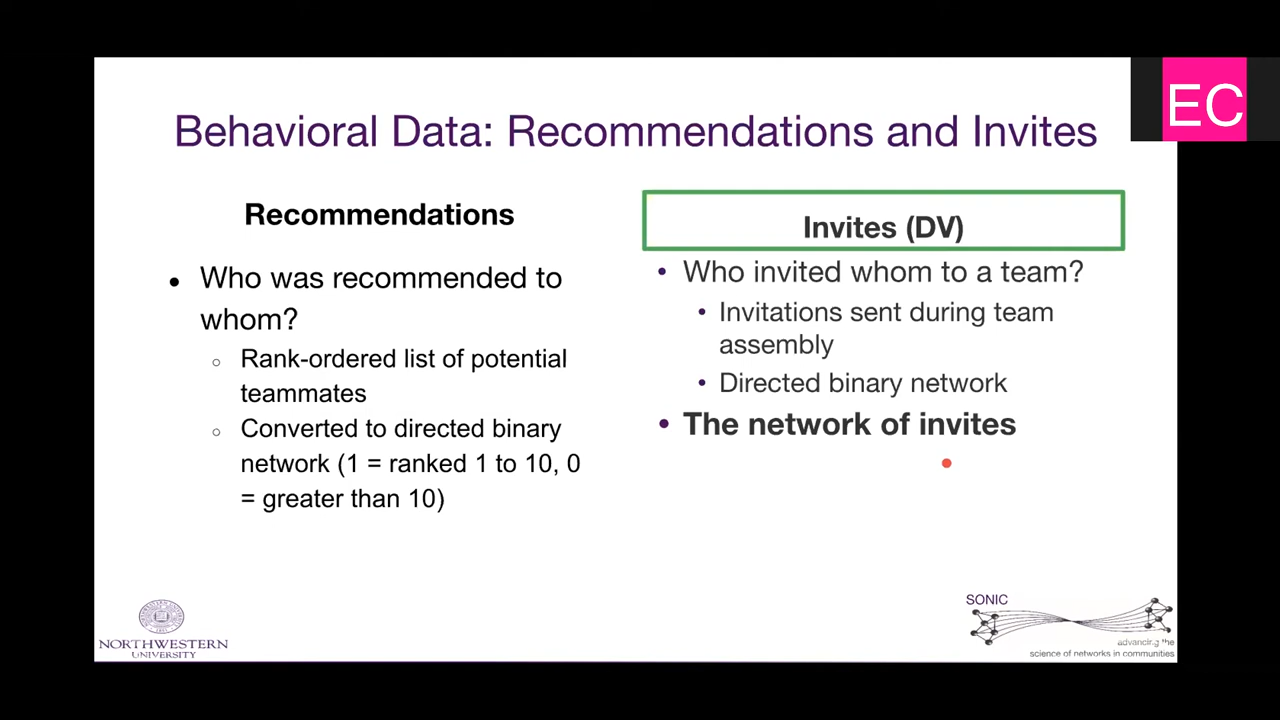 Behavioral Data: Recommendations and Invites
EC
Recommendations
• Who was recommended to
whom?
○ Rank-ordered list of potential
teammates
○ Converted to directed binary
network (1 = ranked 1 to 10, 0
= greater than 10)
Invites (DV)
• Who invited whom to a team?
• Invitations sent during team
assembly
• Directed binary network
• The network of invites
NORTHWESTERN
UNIVERSITY
SONIC
advancing the
science of networks in communities